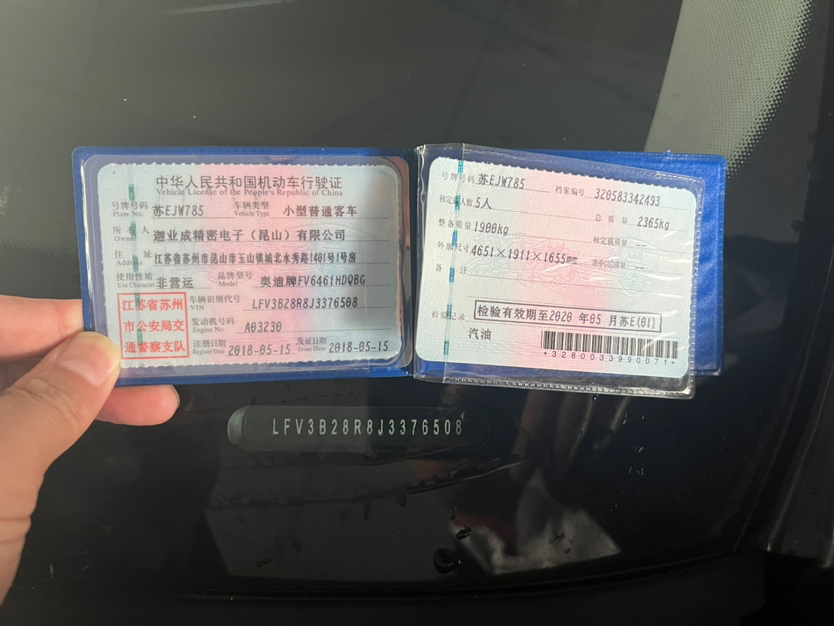 中华人民共和国机动车行驶证
Vehicle License of the People's Republic of China
号牌号码 苏EJW785 车辆类型 小型普通客车
Plate No. Vehicle Type
所有人 迦业成精密电子（昆山）有限公司
Owner
住址 江苏省苏州市昆山市玉山镇城北水秀路1401号1号房
Address
使用性质 非营运 品牌型号 奥迪牌FV6461HDQBG
Use Character Model
江苏省苏州
市公安局交
通警察支队
车辆识别代号 LFV3B28R8J3376508
VIN
发动机号码 A03230
Engine No.
注册日期 2018-05-15 发证日期 2018-05-15
Register Date Issue Date
号牌号码 苏EJW785 档案编号 320583342493
核定载人数 5人 总质量 2365kg
整备质量 1900kg 核定载质量 --
外廓尺寸 4651×1911×1655mm 准牵引总质量 --
备注
检验记录 检验有效期至2020年05月苏E(01)
汽油
*3280033990071*
LFV3B28R8J3376508